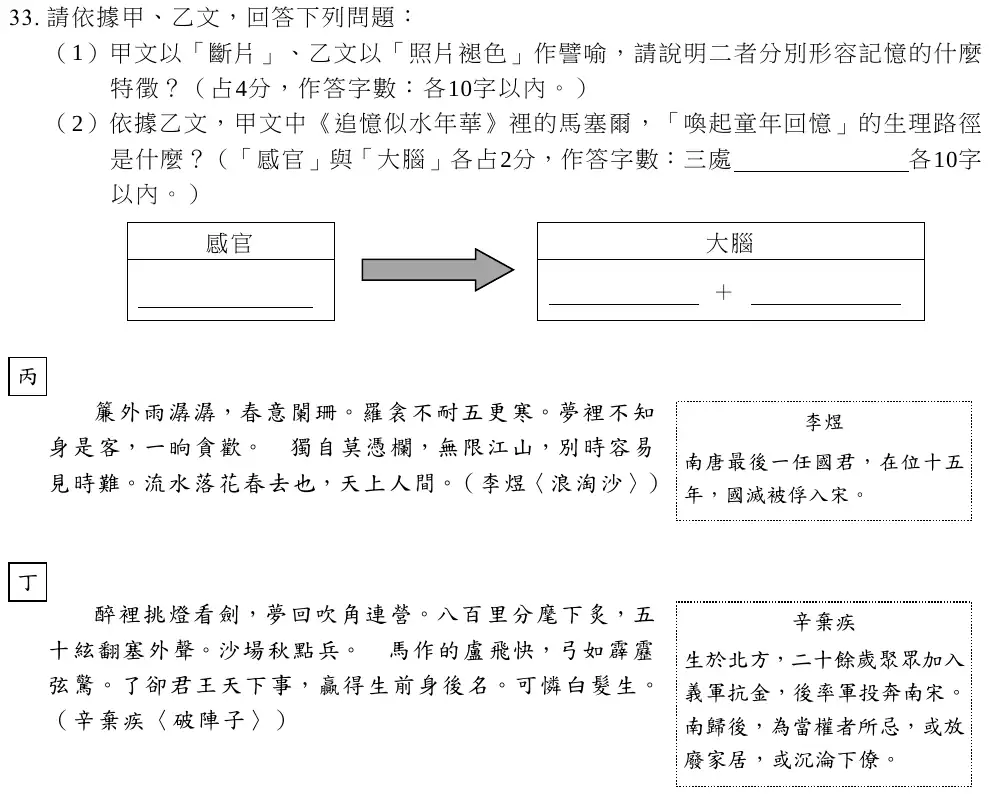 33. 請依據甲、乙文，回答下列問題：
（1）甲文以「斷片」、乙文以「照片褪色」作譬喻，請說明二者分別形容記憶的什麼
特徵？（占4分，作答字數：各10字以內。）
（2）依據乙文，甲文中《追憶似水年華》裡的馬塞爾，「喚起童年回憶」的生理路徑
是什麼？（「感官」與「大腦」各占2分，作答字數：三處＿＿＿＿＿各10字
以內。）
感官
大腦
＋
丙
簾外雨潺潺，春意闌珊。羅衾不耐五更寒。夢裡不知
身是客，一晌貪歡。　獨自莫憑欄，無限江山，別時容易
見時難。流水落花春去也，天上人間。（李煜〈浪淘沙〉）
李煜
南唐最後一任國君，在位十五
年，國滅被俘入宋。
丁
醉裡挑燈看劍，夢回吹角連營。八百里分麾下炙，五
十絃翻塞外聲。沙場秋點兵。　馬作的盧飛快，弓如霹靂
弦驚。了卻君王天下事，贏得生前身後名。可憐白髮生。
（辛棄疾〈破陣子〉）
辛棄疾
生於北方，二十餘歲聚眾加入
義軍抗金，後率軍投奔南宋。
南歸後，為當權者所忌，或放
廢家居，或沉淪下僚。